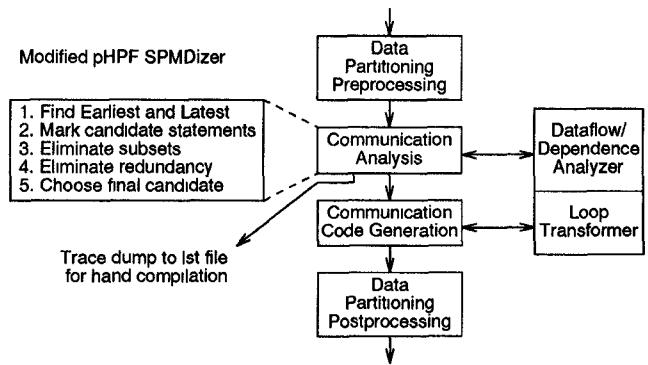 Modified pHPF SPMDizer
1. Find Earliest and Latest
2. Mark candidate statements
3. Eliminate subsets
4. Eliminate redundancy
5. Choose final candidate
Trace dump to lst file
for hand compilation
Data
Partitioning
Preprocessing
Communication
Analysis
Communication
Code Generation
Data
Partitioning
Postprocessing
Dataflow/
Dependence
Analyzer
Loop
Transformer